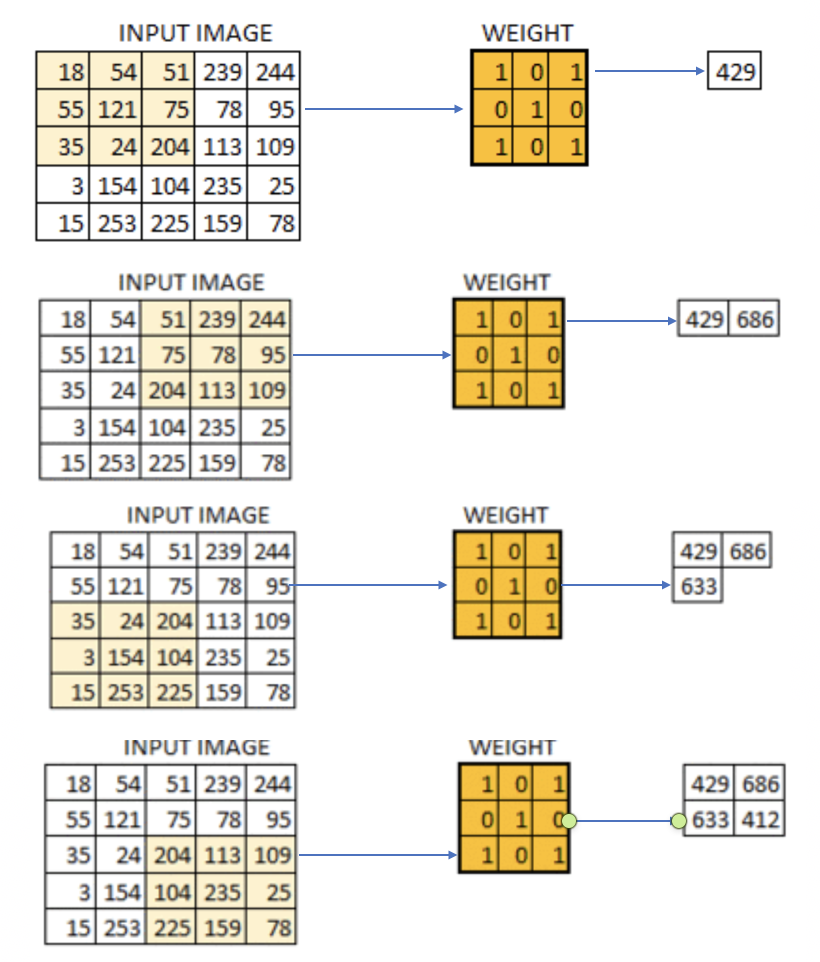 INPUT IMAGE WEIGHT
18 54 51 239 244 1 0 1 429
55 121 75 78 95 0 1 0
35 24 204 113 109 1 0 1
3 154 104 235 25
15 253 225 159 78
INPUT IMAGE WEIGHT
18 54 51 239 244 1 0 1 429 686
55 121 75 78 95 0 1 0
35 24 204 113 109 1 0 1
3 154 104 235 25
15 253 225 159 78
INPUT IMAGE WEIGHT
18 54 51 239 244 1 0 1 429 686
55 121 75 78 95 0 1 0 633
35 24 204 113 109 1 0 1
3 154 104 235 25
15 253 225 159 78
INPUT IMAGE WEIGHT
18 54 51 239 244 1 0 1 429 686
55 121 75 78 95 0 1 0 633 412
35 24 204 113 109 1 0 1
3 154 104 235 25
15 253 225 159 78